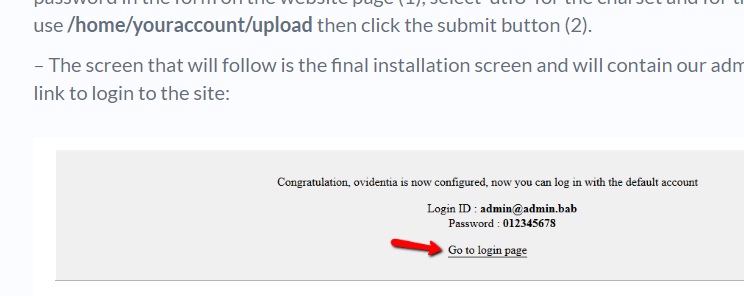 password in the form on the website page (1), select 'utf8' for the charset and for th
use /home/youraccount/upload then click the submit button (2).
– The screen that will follow is the final installation screen and will contain our adm
link to login to the site:
Congratulation, ovidentia is now configured, now you can log in with the default account
Login ID : admin@admin.bab
Password : 012345678
Go to login page